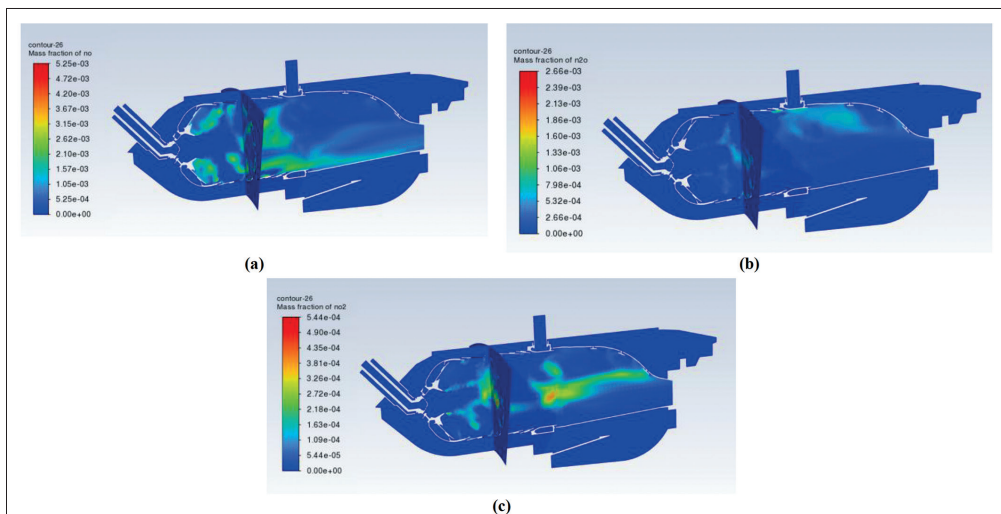 contour-26
Mass fraction of no
5.25e-03
4.72e-03
4.20e-03
3.67e-03
3.15e-03
2.62e-03
2.10e-03
1.57e-03
1.05e-03
5.25e-04
0.00e+00
(a)
contour-26
Mass fraction of n2o
2.66e-03
2.39e-03
2.13e-03
1.86e-03
1.60e-03
1.33e-03
1.06e-03
7.98e-04
5.32e-04
2.66e-04
0.00e+00
(b)
contour-26
Mass fraction of no2
5.44e-04
4.90e-04
4.35e-04
3.81e-04
3.26e-04
2.72e-04
2.18e-04
1.63e-04
1.09e-04
5.44e-05
0.00e+00
(c)